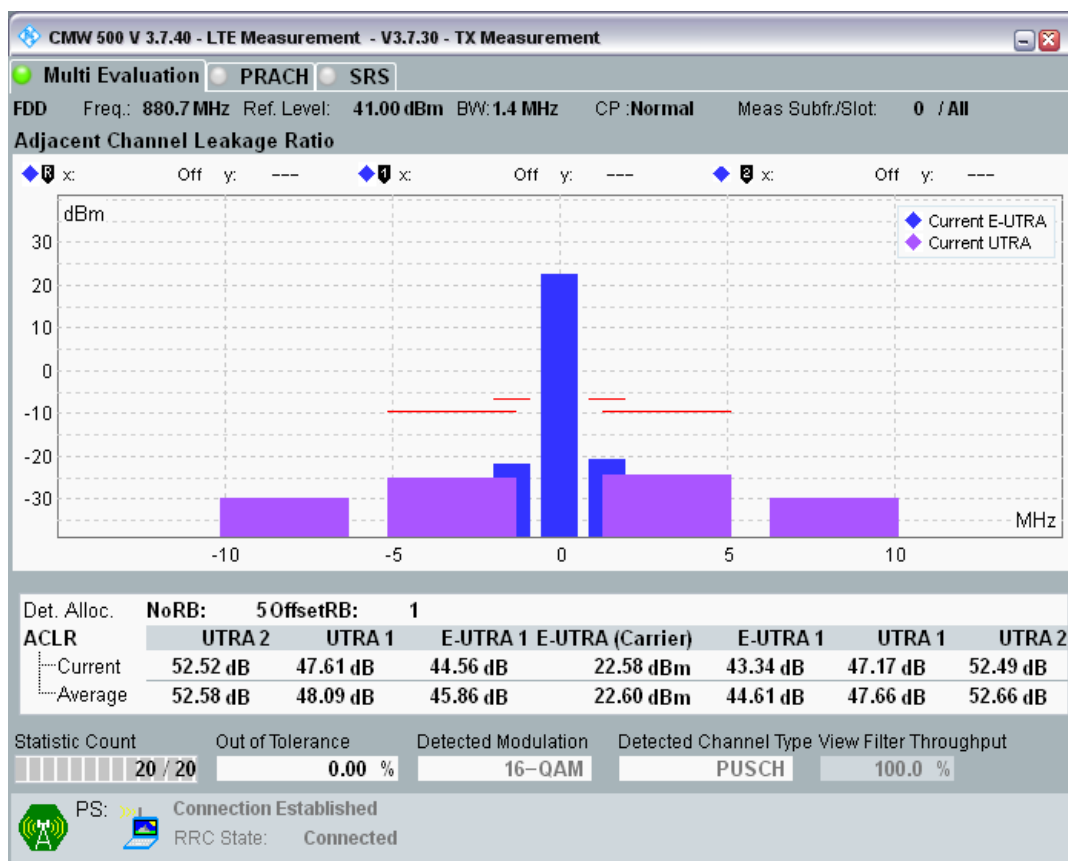 CMW 500 V 3.7.40 - LTE Measurement - V3.7.30 - TX Measurement
Multi Evaluation PRACH SRS
FDD Freq.: 880.7 MHz Ref. Level: 41.00 dBm BW: 1.4 MHz CP :Normal Meas Subfr./Slot: 0 / All
Adjacent Channel Leakage Ratio
R x: Off y: --- 1 x: Off y: --- 2 x: Off y: ---
dBm
Current E-UTRA
Current UTRA
30
20
10
0
-10
-20
-30
MHz
-10 -5 0 5 10
Det. Alloc. NoRB: 5 OffsetRB: 1
ACLR UTRA 2 UTRA 1 E-UTRA 1 E-UTRA (Carrier) E-UTRA 1 UTRA 1 UTRA 2
Current 52.52 dB 47.61 dB 44.56 dB 22.58 dBm 43.34 dB 47.17 dB 52.49 dB
Average 52.58 dB 48.09 dB 45.86 dB 22.60 dBm 44.61 dB 47.66 dB 52.66 dB
Statistic Count Out of Tolerance Detected Modulation Detected Channel Type View Filter Throughput
20 / 20 0.00 % 16-QAM PUSCH 100.0 %
PS: Connection Established
RRC State: Connected